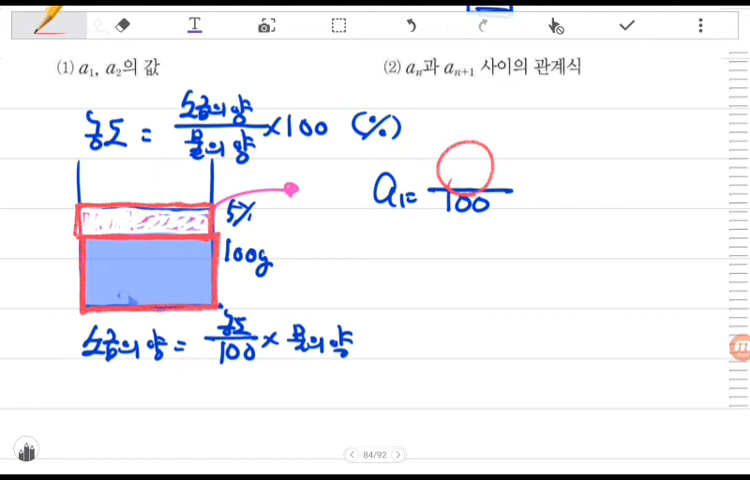 T
(1) a₁, a₂의 값
(2) aₙ과 aₙ₊₁ 사이의 관계식
농도 = 소금의 양/물의 양 × 100 (%)
a₁ = /100
5%
100g
소금의 양 = 농도/100 × 물의 양
84/92